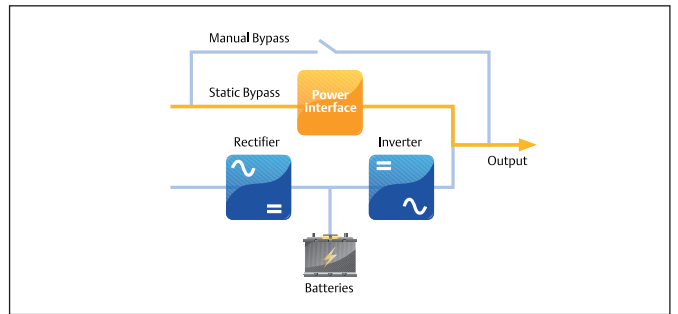 Manual Bypass
Static Bypass
Power
interface
Rectifier
Inverter
Output
Batteries